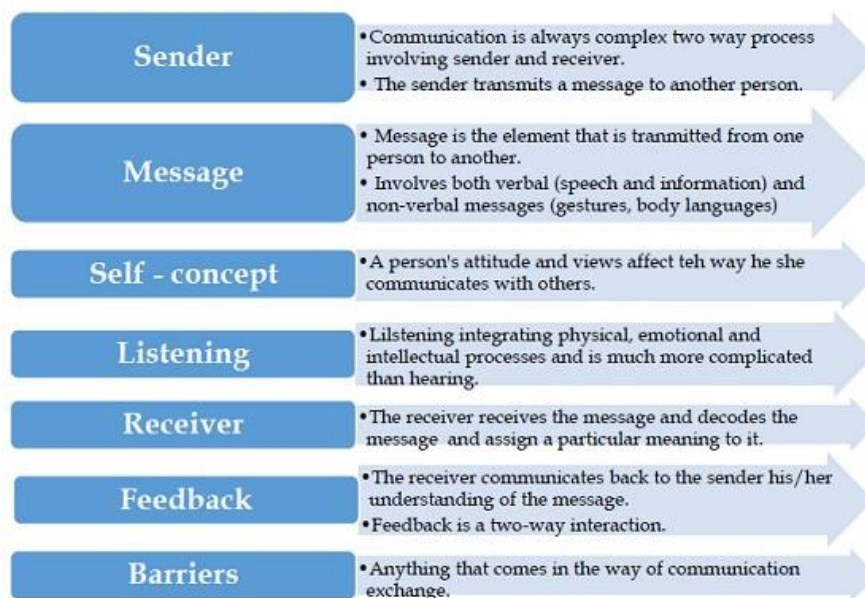 Sender
•Communication is always complex two way process
involving sender and receiver.
• The sender transmits a message to another person.
Message
• Message is the element that is tranmitted from one
person to another.
• Involves both verbal (speech and information) and
non-verbal messages (gestures, body languages)
Self - concept
•A person's attitude and views affect teh way he she
communicates with others.
Listening
•Lilstening integrating physical, emotional and
intellectual processes and is much more complicated
than hearing.
Receiver
•The receiver receives the message and decodes the
message and assign a particular meaning to it.
Feedback
•The receiver communicates back to the sender his/her
understanding of the message.
•Feedback is a two-way interaction.
Barriers
•Anything that comes in the way of communication
exchange.